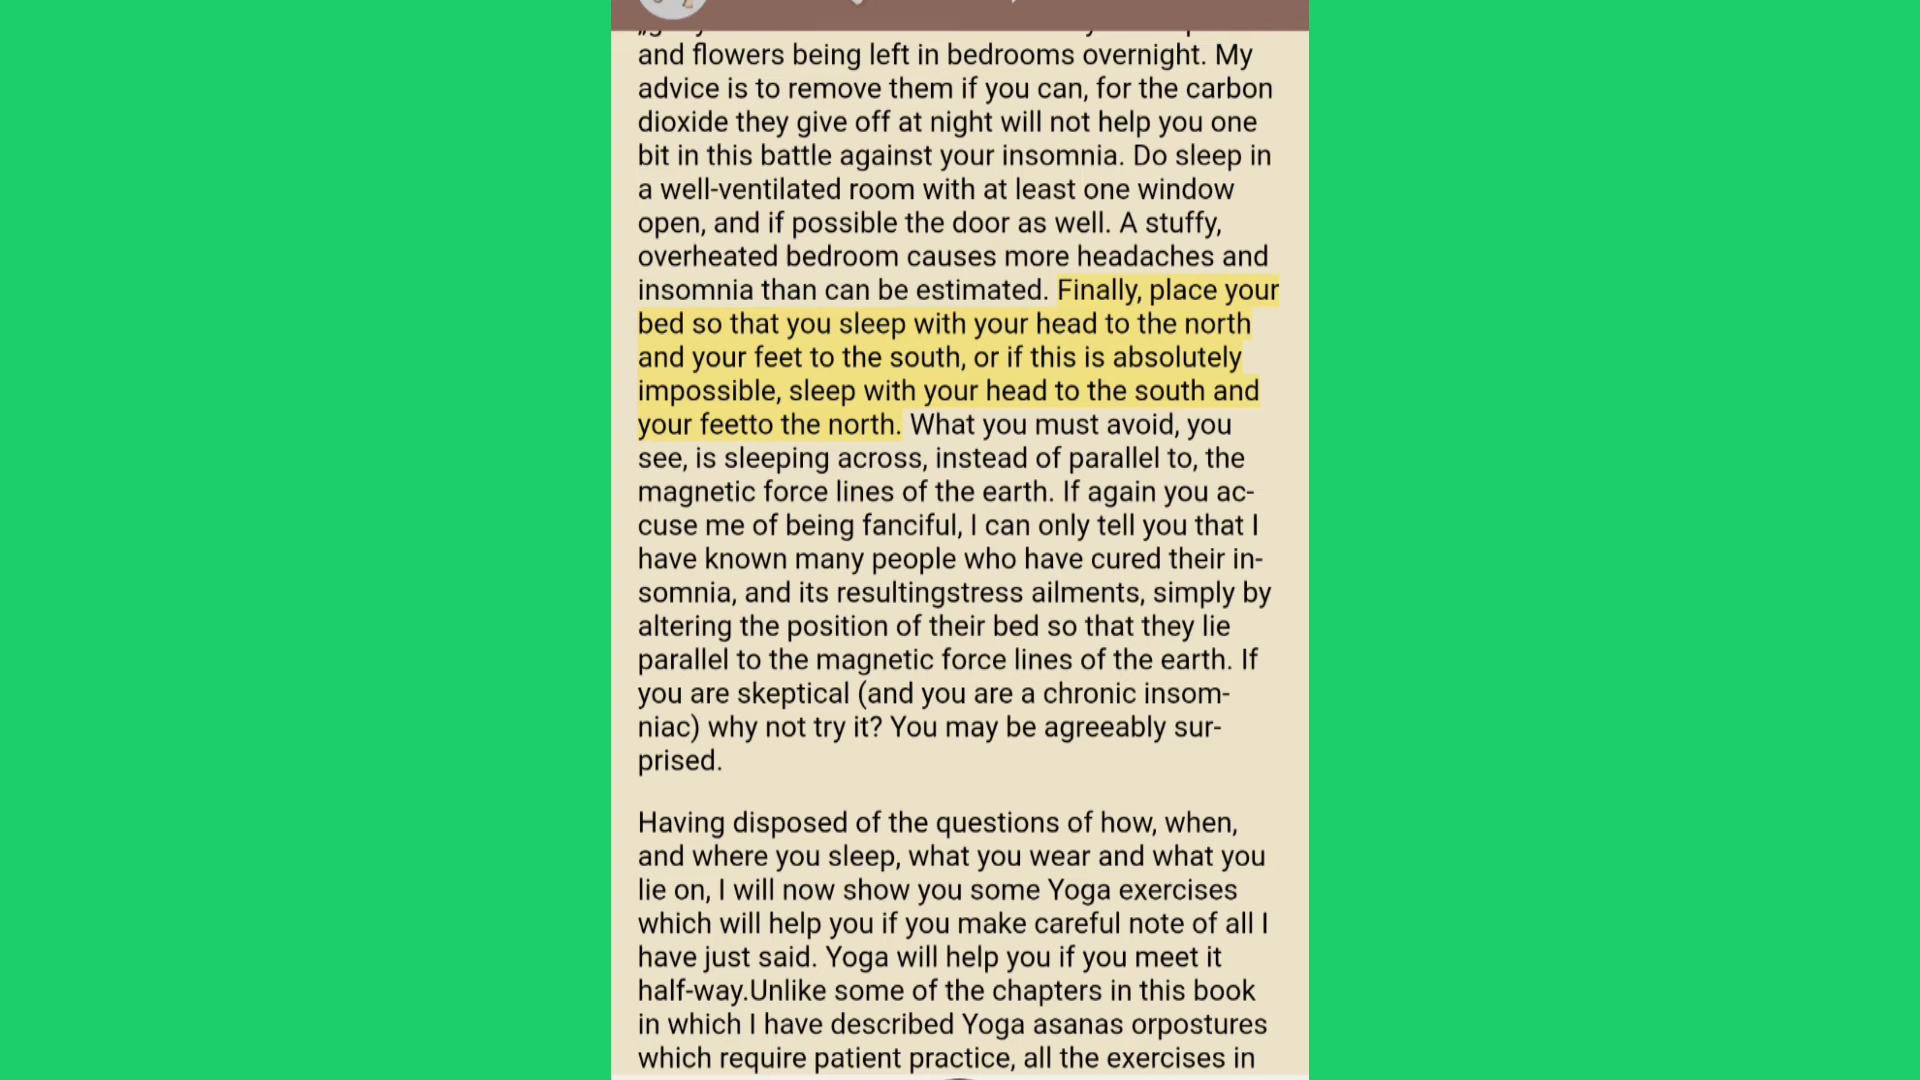 and flowers being left in bedrooms overnight. My
advice is to remove them if you can, for the carbon
dioxide they give off at night will not help you one
bit in this battle against your insomnia. Do sleep in
a well-ventilated room with at least one window
open, and if possible the door as well. A stuffy,
overheated bedroom causes more headaches and
insomnia than can be estimated. Finally, place your
bed so that you sleep with your head to the north
and your feet to the south, or if this is absolutely
impossible, sleep with your head to the south and
your feetto the north. What you must avoid, you
see, is sleeping across, instead of parallel to, the
magnetic force lines of the earth. If again you ac-
cuse me of being fanciful, I can only tell you that I
have known many people who have cured their in-
somnia, and its resultingstress ailments, simply by
altering the position of their bed so that they lie
parallel to the magnetic force lines of the earth. If
you are skeptical (and you are a chronic insom-
niac) why not try it? You may be agreeably sur-
prised.
Having disposed of the questions of how, when,
and where you sleep, what you wear and what you
lie on, I will now show you some Yoga exercises
which will help you if you make careful note of all I
have just said. Yoga will help you if you meet it
half-way.Unlike some of the chapters in this book
in which I have described Yoga asanas orpostures
which require patient practice, all the exercises in